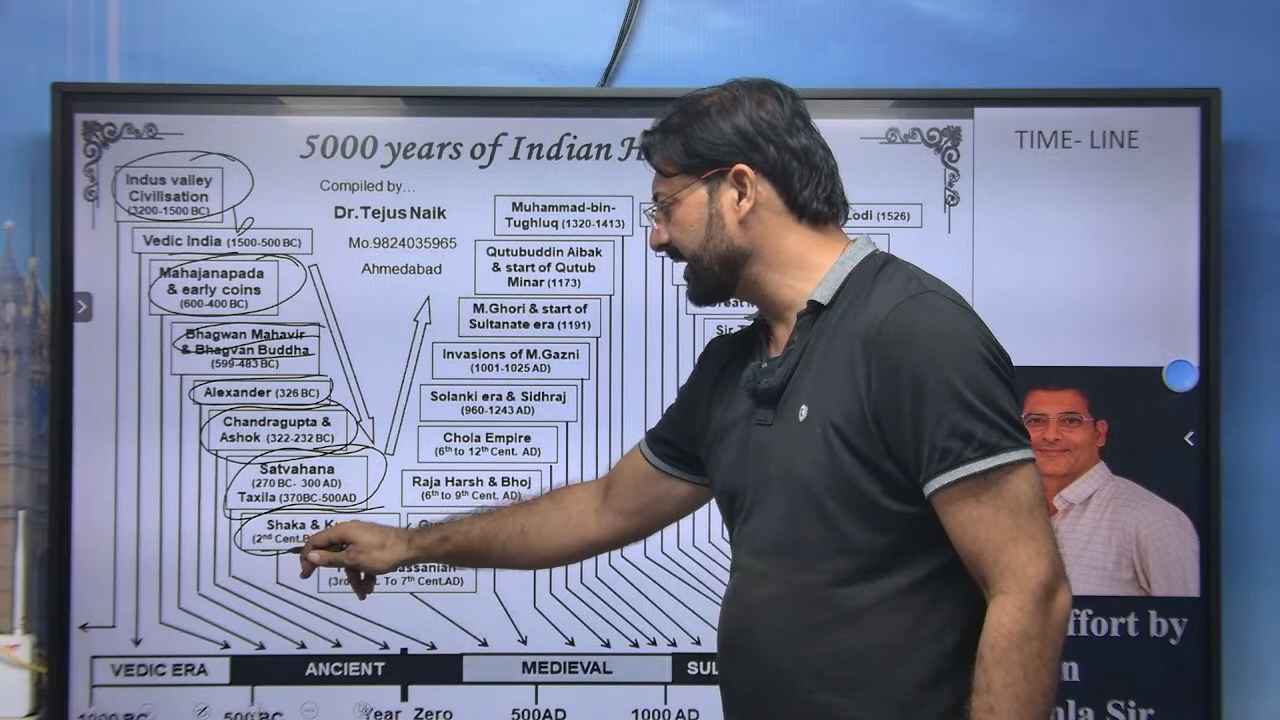 5000 years of Indian
TIME- LINE
Compiled by...
Dr.Tejus Naik
Mo.9824035965
Ahmedabad
Indus valley
Civilisation
(3200-1500 BC)
Vedic India (1500-500 BC)
Mahajanapada
& early coins
(600-400 BC)
Bhagwan Mahavir
& Bhagvan Buddha
(599-483 BC)
Alexander (326 BC)
Chandragupta &
Ashok (322-232 BC)
Satvahana
(270 BC- 300 AD)
Taxila (370BC-500AD
Shaka &
(2nd Cent.
To 7th Cent.AD)
Muhammad-bin-
Tughluq (1320-1413)
Qutubuddin Aibak
& start of Qutub
Minar (1173)
M.Ghori & start of
Sultanate era (1191)
Invasions of M.Gazni
(1001-1025 AD)
Solanki era & Sidhraj
(960-1243 AD)
Chola Empire
(6th to 12th Cent. AD)
Raja Harsh & Bhoj
(6th to 9th Cent. AD)
Lodi (1526)
VEDIC ERA
ANCIENT
MEDIEVAL
500BC
Year Zero
500AD
1000 AD
by
Sir